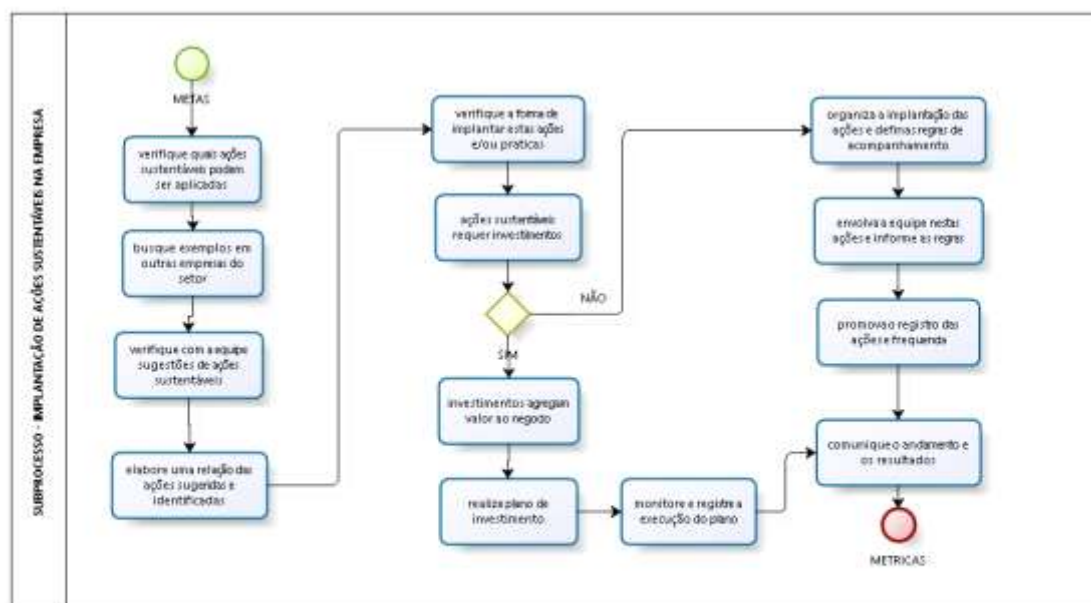 SUBPROCESSO - IMPLANTAÇÃO DE AÇÕES SUSTENTÁVEIS NA EMPRESA
METAS
verifique quais ações
sustentáveis podem
ser aplicadas
busque exemplos em
outras empresas do
setor
verifique com a equipe
sugestões de ações
sustentáveis
elabore uma relação das
ações sugeridas e
identificadas
verifique a forma de
implantar estas ações
e/ou praticas
ações sustentáveis
requer investimentos
NÃO
SIM
investimentos agregam
valor ao negocio
realiza plano de
investimento
monitore e registre a
execução do plano
organiza a implantação das
ações e definas regras de
acompanhamento
envolva a equipe nestas
ações e informe as regras
promova o registro das
ações e frequencia
comunique o andamento e
os resultados
METRICAS